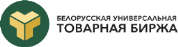 БЕЛОРУССКАЯ УНИВЕРСАЛЬНАЯ
ТОВАРНАЯ БИРЖА